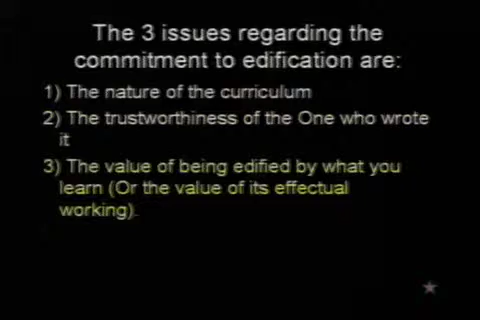 The 3 issues regarding the
commitment to edification are:
1) The nature of the curriculum
2) The trustworthiness of the One who wrote
it
3) The value of being edified by what you
learn (Or the value of its effectual
working).